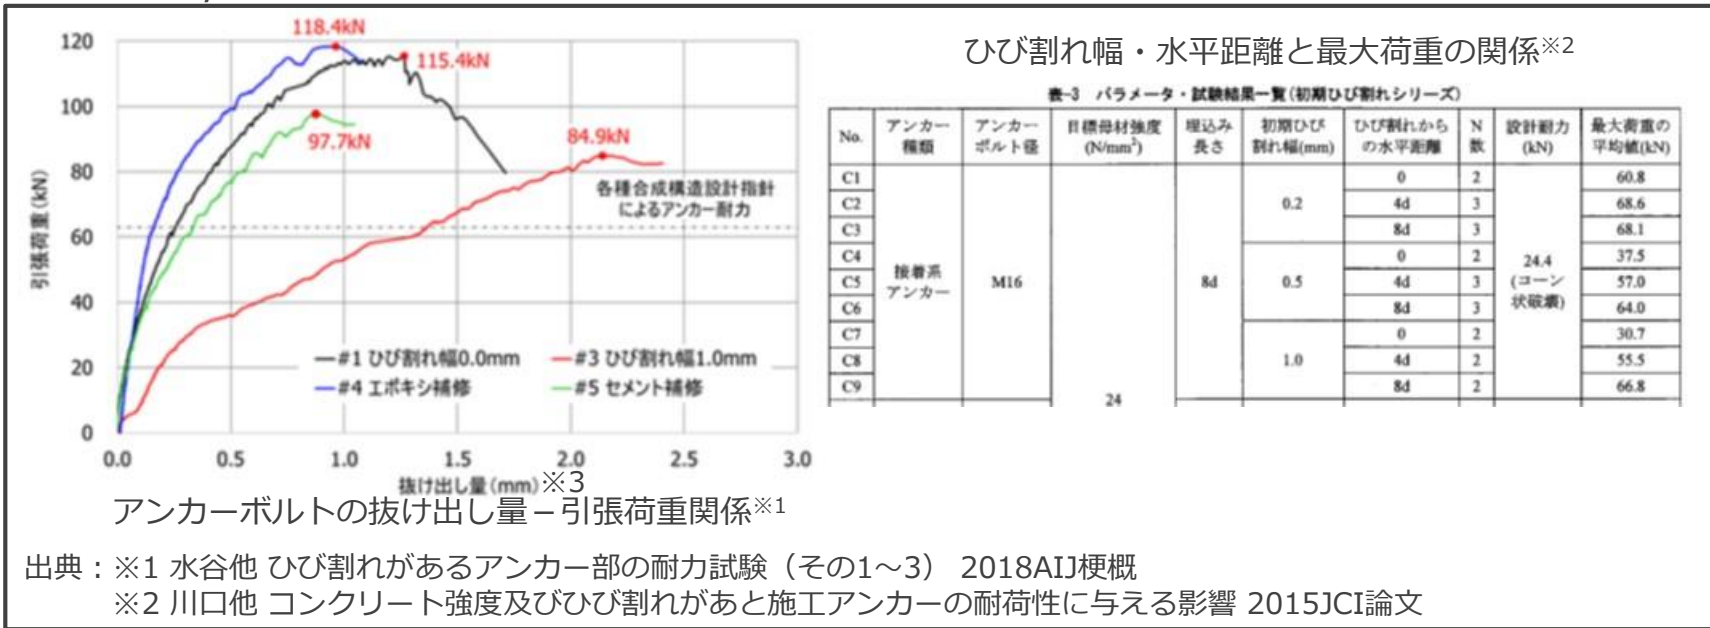 118.4kN
115.4kN
97.7kN
84.9kN
各種合成構造設計指針
によるアンカー耐力
120
100
80
60
40
20
0
引張荷重(kN)
#1 ひび割れ幅0.0mm
#3 ひび割れ幅1.0mm
#4 エポキシ補修
#5 セメント補修
0.0 0.5 1.0 1.5 2.0 2.5 3.0
抜け出し量(mm)※3
アンカーボルトの抜け出し量－引張荷重関係※1
ひび割れ幅・水平距離と最大荷重の関係※2
表-3 パラメータ・試験結果一覧(初期ひび割れシリーズ)
No. アンカー種類 アンカーボルト径 目標母材強度(N/mm²) 埋込み長さ 初期ひび割れ幅(mm) ひび割れからの水平距離 N数 設計耐力(kN) 最大荷重の平均値(kN)
C1 接着系アンカー M16 24 8d 0.2 0 2 24.4(コーン状破壊) 60.8
C2 4d 3 68.6
C3 8d 3 68.1
C4 0.5 0 2 37.5
C5 4d 3 57.0
C6 8d 3 64.0
C7 1.0 0 2 30.7
C8 4d 2 55.5
C9 8d 2 66.8
出典：※1 水谷他 ひび割れがあるアンカー部の耐力試験（その1～3） 2018AIJ梗概
※2 川口他 コンクリート強度及びひび割れがあと施工アンカーの耐荷性に与える影響 2015JCI論文